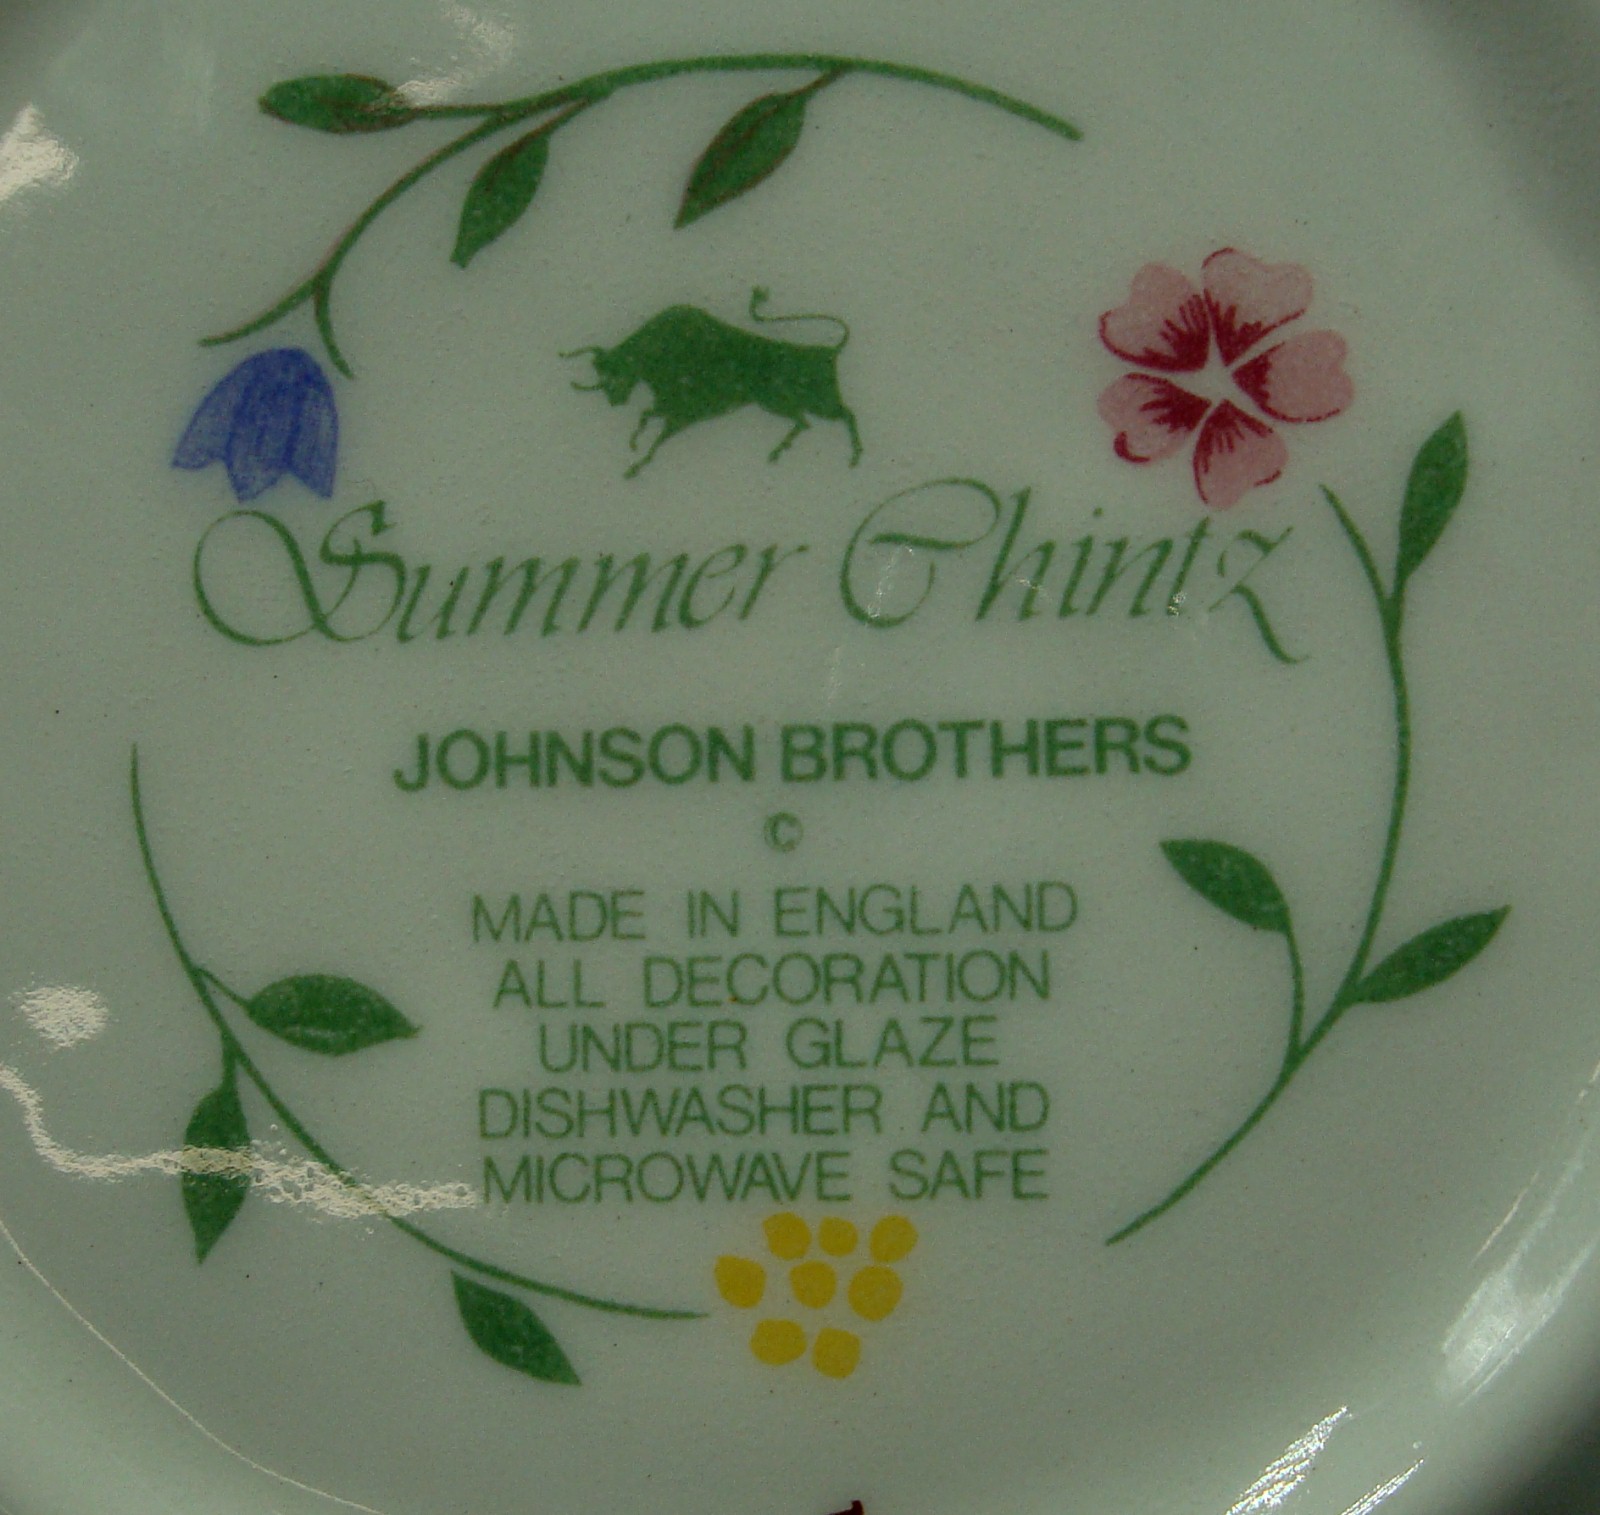 Summer Chintz
JOHNSON BROTHERS
©
MADE IN ENGLAND
ALL DECORATION
UNDER GLAZE
DISHWASHER AND
MICROWAVE SAFE